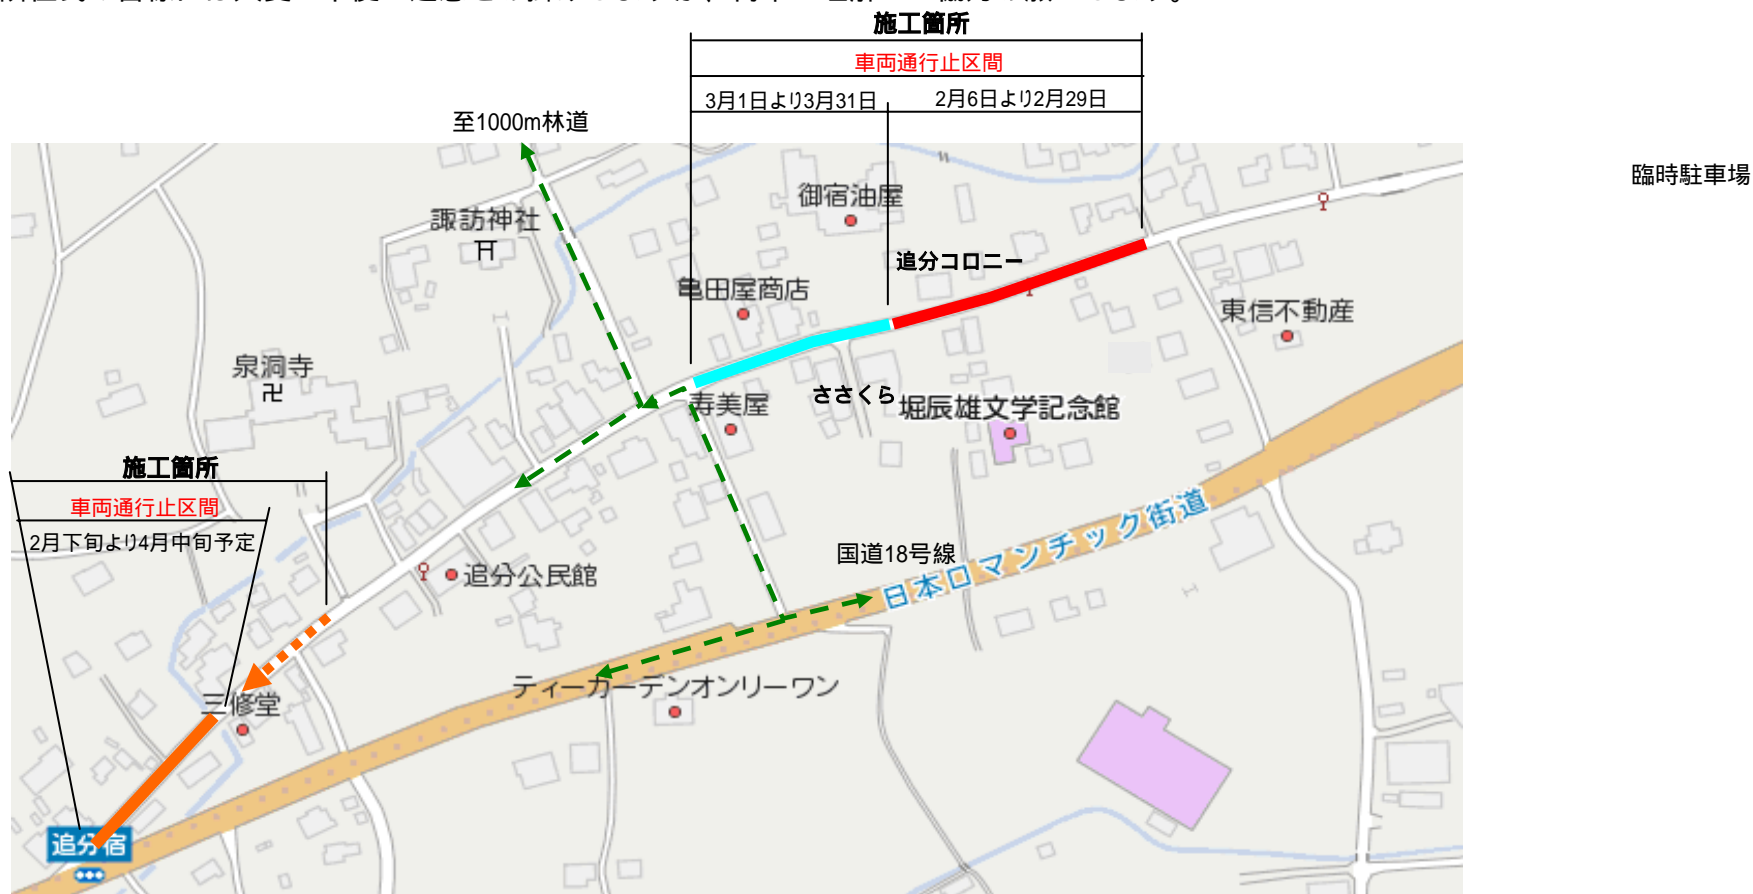 施工箇所
車両通行止区間
3月1日より3月31日
2月6日より2月29日
至1000m林道
臨時駐車場
御宿油屋
諏訪神社
追分コロニー
亀田屋商店
東信不動産
泉洞寺
ささくら
寿美屋
堀辰雄文学記念館
施工箇所
車両通行止区間
2月下旬より4月中旬予定
国道18号線
日本ロマンチック街道
追分公民館
ティーガーデンオンリーワン
三修堂
追分宿